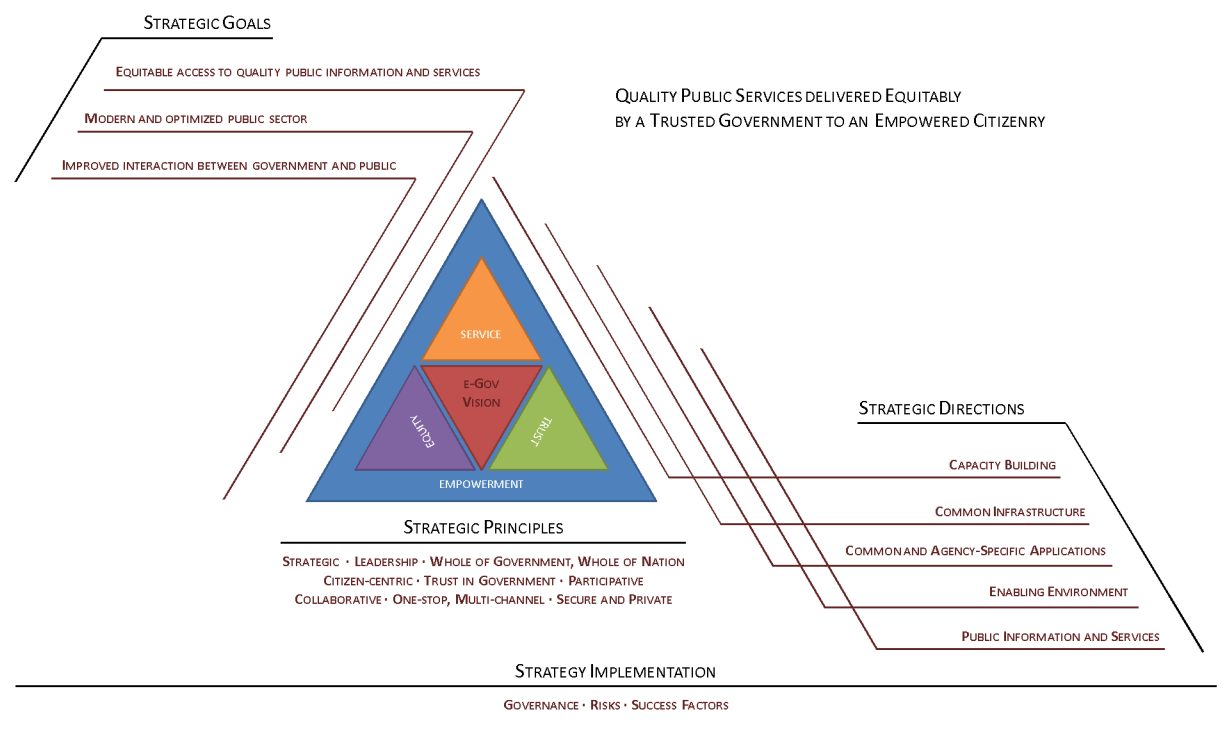 Strategic Goals
Equitable access to quality public information and services
Modern and optimized public sector
Improved interaction between government and public
Quality Public Services delivered Equitably
by a Trusted Government to an Empowered Citizenry
SERVICE
e-Gov
Vision
EQUITY
TRUST
EMPOWERMENT
Strategic Directions
Capacity Building
Common Infrastructure
Common and Agency-Specific Applications
Enabling Environment
Public Information and Services
Strategic Principles
Strategic · Leadership · Whole of Government, Whole of Nation
Citizen-centric · Trust in Government · Participative
Collaborative · One-stop, Multi-channel · Secure and Private
Strategy Implementation
Governance · Risks · Success Factors